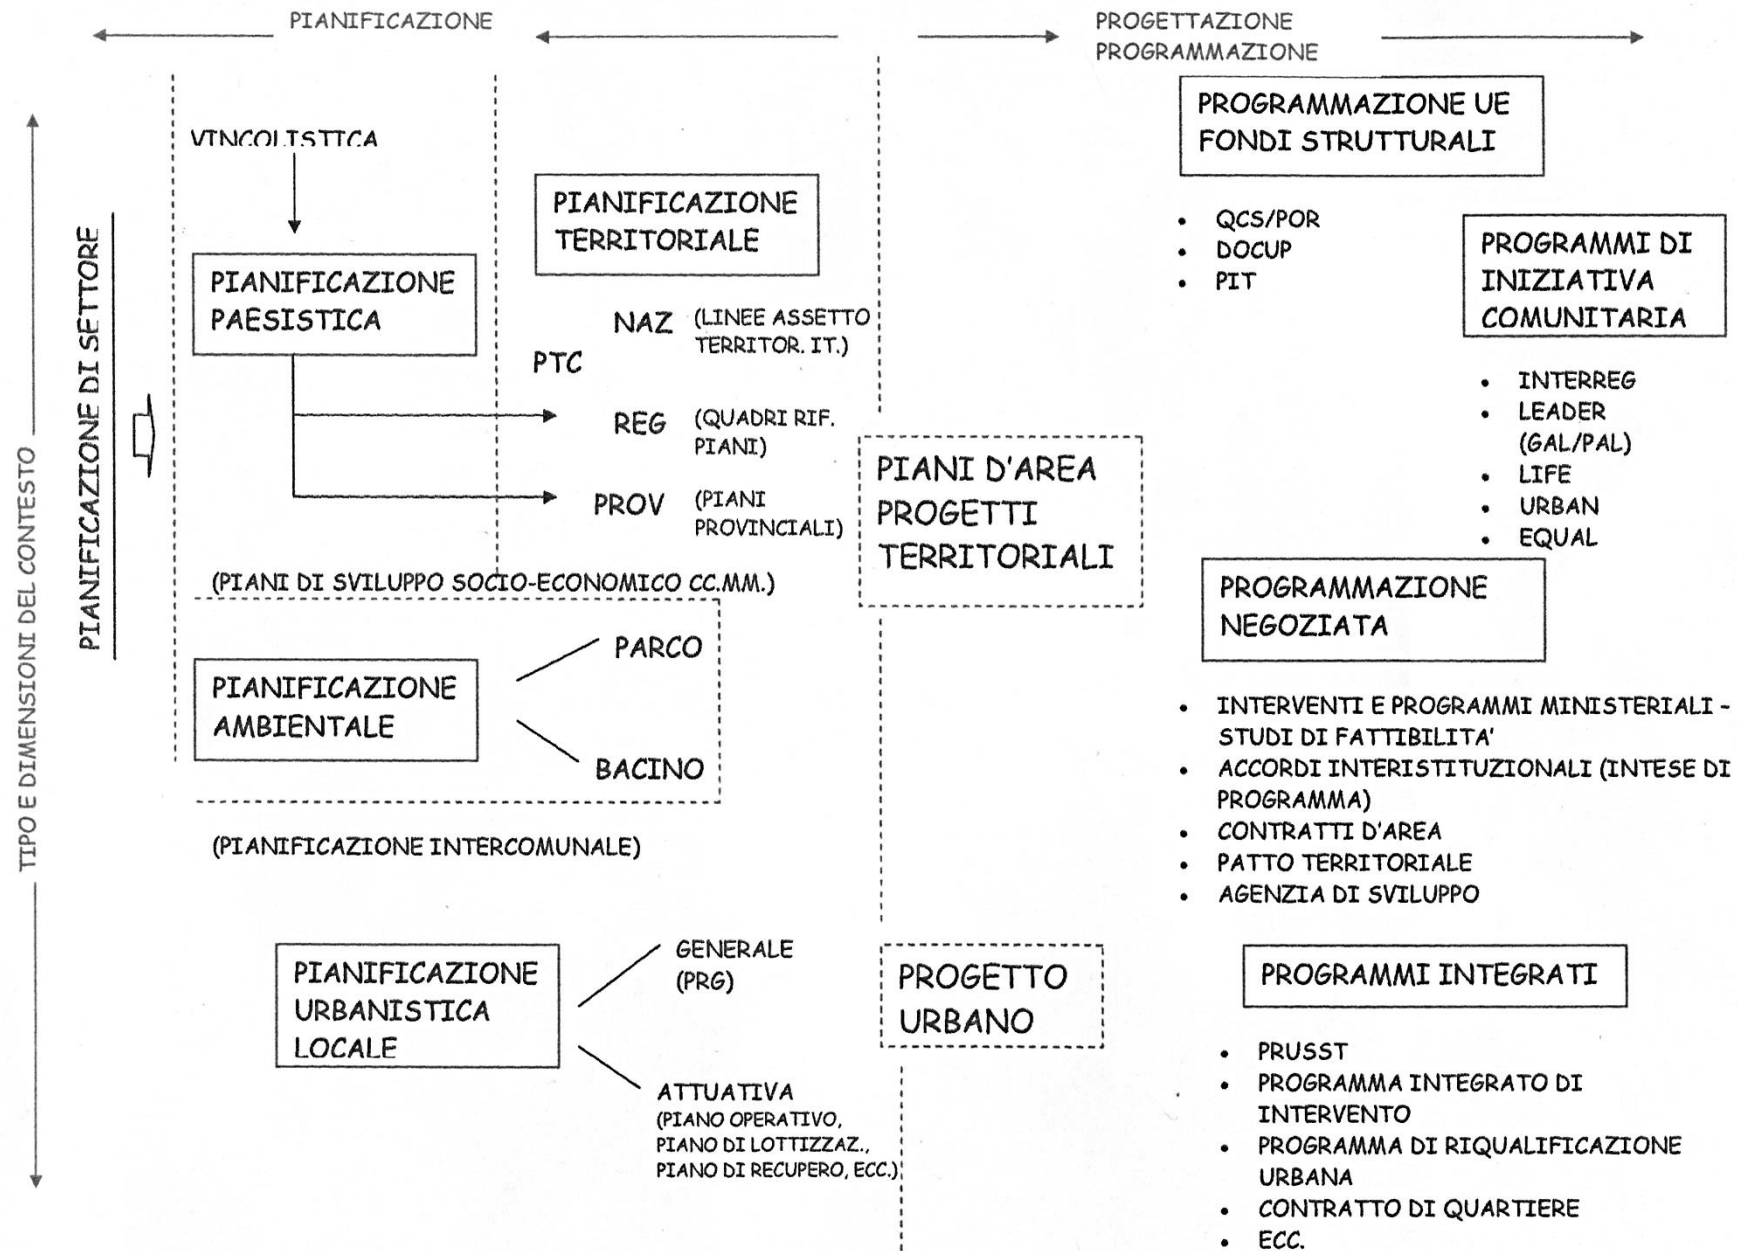 PIANIFICAZIONE
PROGETTAZIONE
PROGRAMMAZIONE
TIPO E DIMENSIONI DEL CONTESTO
PIANIFICAZIONE DI SETTORE
VINCOLISTICA
PIANIFICAZIONE
PAESISTICA
PIANIFICAZIONE
TERRITORIALE
PTC
NAZ (LINEE ASSETTO
TERRITOR. IT.)
REG (QUADRI RIF.
PIANI)
PROV (PIANI
PROVINCIALI)
(PIANI DI SVILUPPO SOCIO-ECONOMICO CC.MM.)
PIANIFICAZIONE
AMBIENTALE
PARCO
BACINO
(PIANIFICAZIONE INTERCOMUNALE)
PIANIFICAZIONE
URBANISTICA
LOCALE
GENERALE
(PRG)
ATTUATIVA
(PIANO OPERATIVO,
PIANO DI LOTTIZZAZ.,
PIANO DI RECUPERO, ECC.)
PIANI D'AREA
PROGETTI
TERRITORIALI
PROGETTO
URBANO
PROGRAMMAZIONE UE
FONDI STRUTTURALI
• QCS/POR
• DOCUP
• PIT
PROGRAMMI DI
INIZIATIVA
COMUNITARIA
• INTERREG
• LEADER
(GAL/PAL)
• LIFE
• URBAN
• EQUAL
PROGRAMMAZIONE
NEGOZIATA
• INTERVENTI E PROGRAMMI MINISTERIALI -
STUDI DI FATTIBILITA'
• ACCORDI INTERISTITUZIONALI (INTESE DI
PROGRAMMA)
• CONTRATTI D'AREA
• PATTO TERRITORIALE
• AGENZIA DI SVILUPPO
PROGRAMMI INTEGRATI
• PRUSST
• PROGRAMMA INTEGRATO DI
INTERVENTO
• PROGRAMMA DI RIQUALIFICAZIONE
URBANA
• CONTRATTO DI QUARTIERE
• ECC.